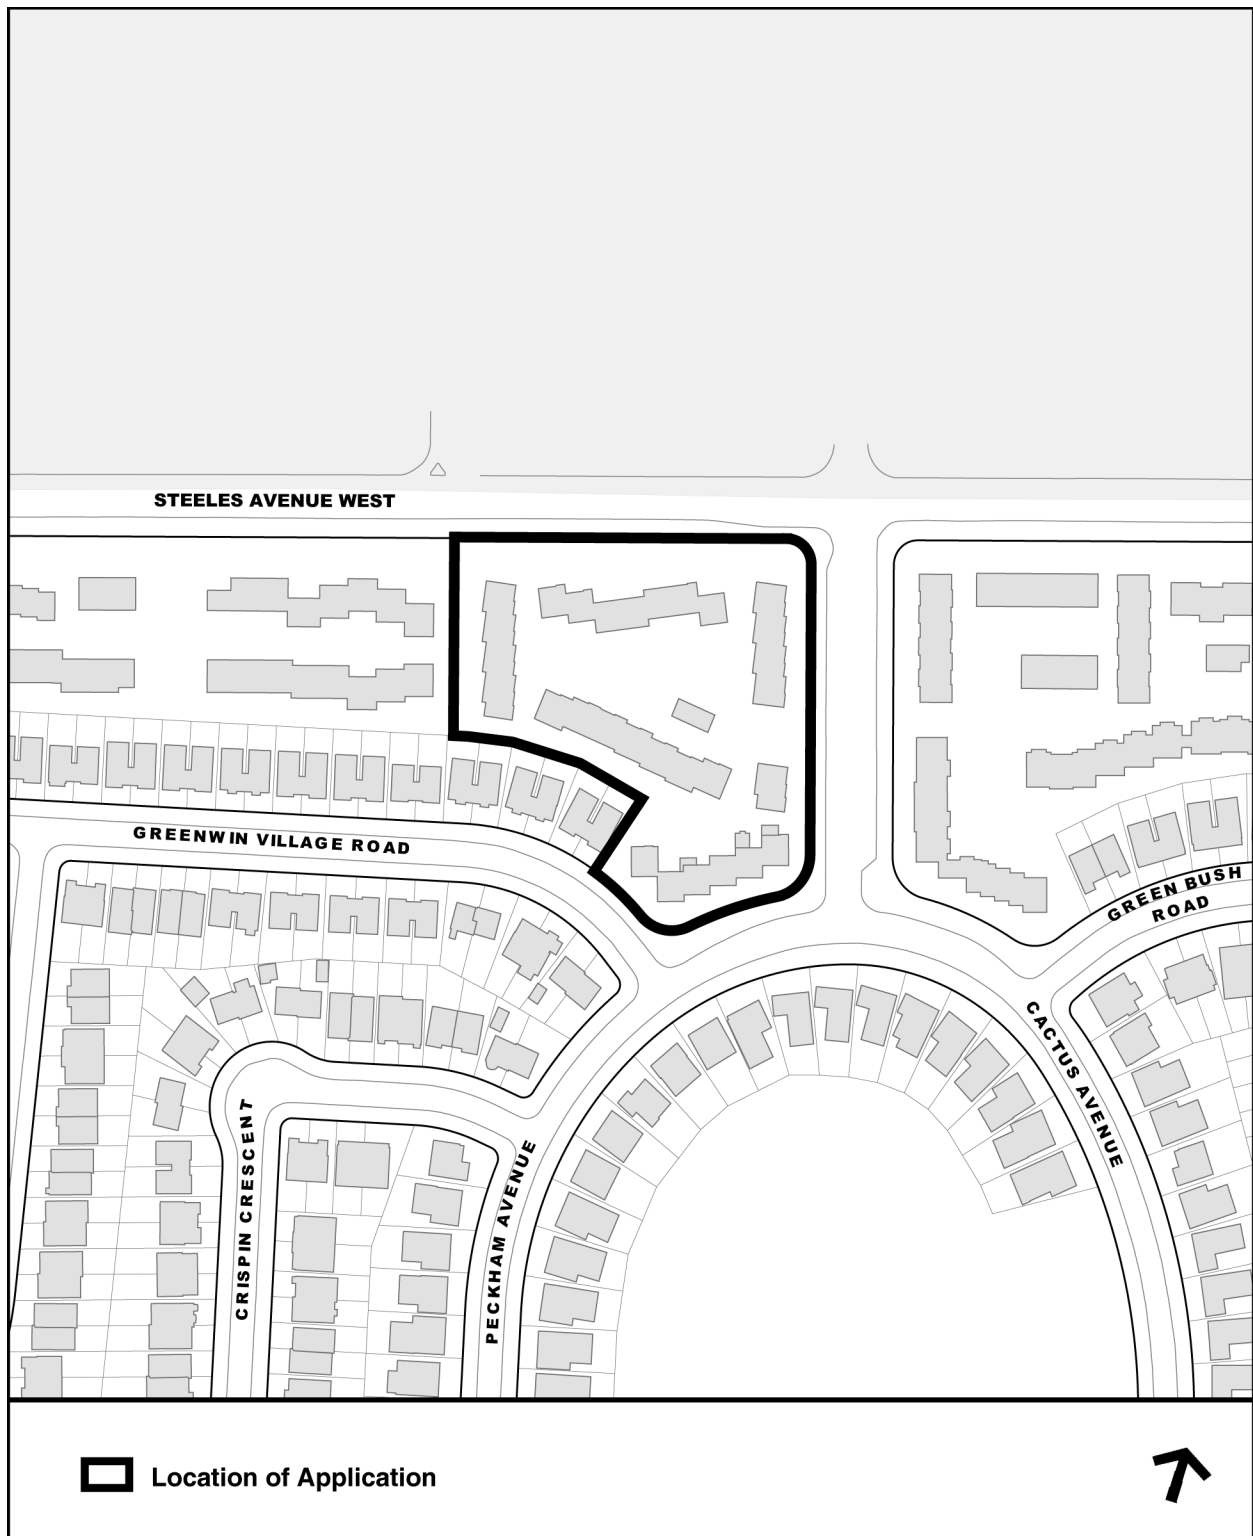 STEELES AVENUE WEST
GREENWIN VILLAGE ROAD
GREEN BUSH
ROAD
CACTUS AVENUE
CRISPIN CRESCENT
PECKHAM AVENUE
Location of Application